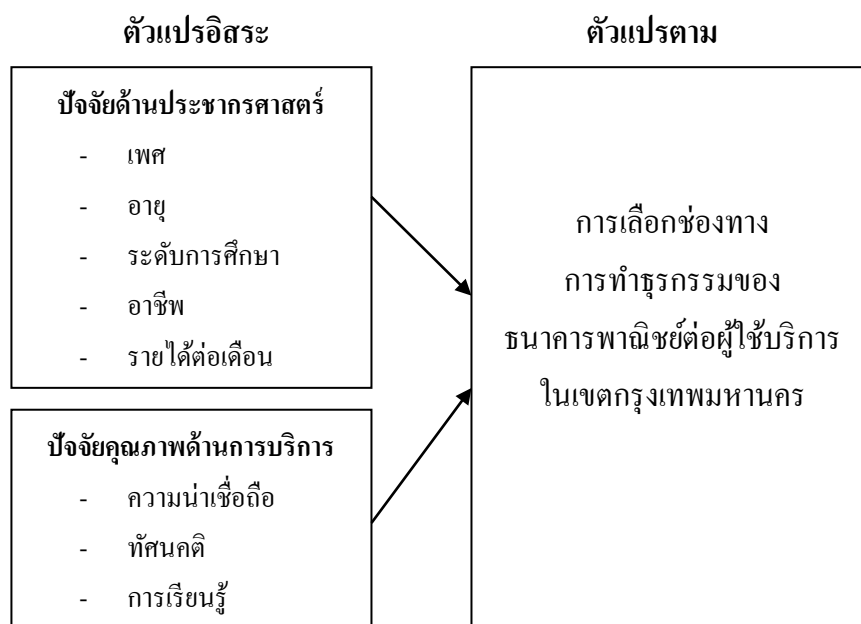 ตัวแปรอิสระ
ปัจจัยด้านประชากรศาสตร์
- เพศ
- อายุ
- ระดับการศึกษา
- อาชีพ
- รายได้ต่อเดือน
ปัจจัยคุณภาพด้านการบริการ
- ความน่าเชื่อถือ
- ทัศนคติ
- การเรียนรู้
ตัวแปรตาม
การเลือกช่องทาง
การทำธุรกรรมของ
ธนาคารพาณิชย์ต่อผู้ใช้บริการ
ในเขตกรุงเทพมหานคร